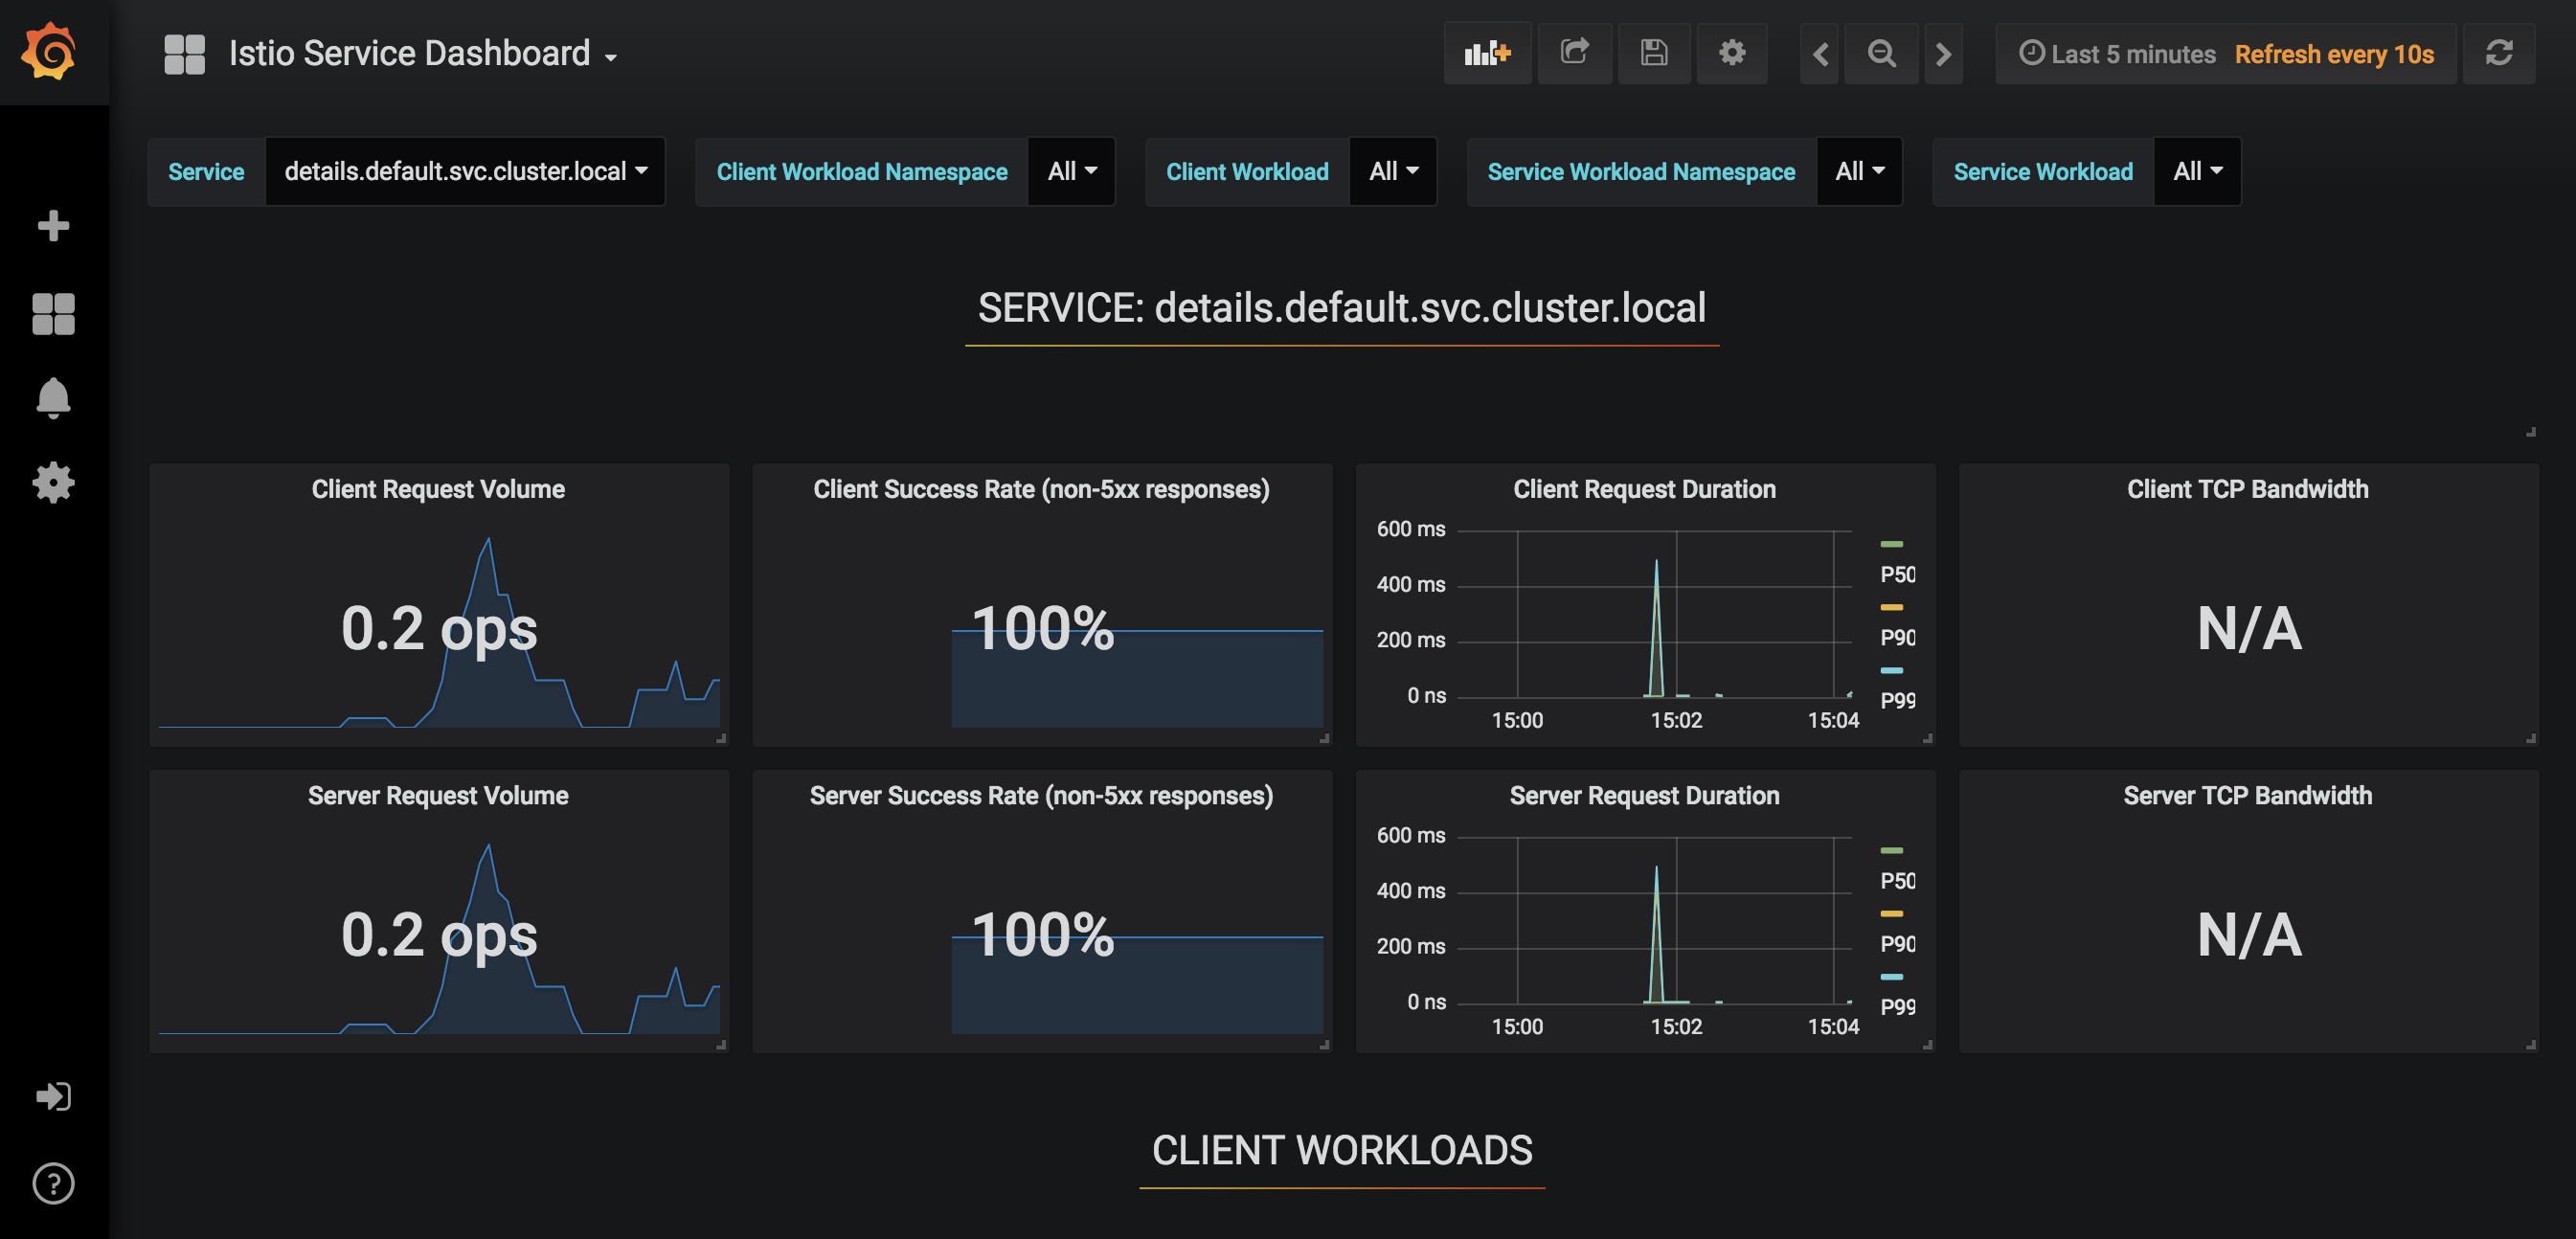 Istio Service Dashboard
Last 5 minutes Refresh every 10s
Service details.default.svc.cluster.local Client Workload Namespace All Client Workload All Service Workload Namespace All Service Workload All
SERVICE: details.default.svc.cluster.local
Client Request Volume
0.2 ops
Client Success Rate (non-5xx responses)
100%
Client Request Duration
600 ms
400 ms
200 ms
0 ns
15:00 15:02 15:04
P50
P90
P99
Client TCP Bandwidth
N/A
Server Request Volume
0.2 ops
Server Success Rate (non-5xx responses)
100%
Server Request Duration
600 ms
400 ms
200 ms
0 ns
15:00 15:02 15:04
P50
P90
P99
Server TCP Bandwidth
N/A
CLIENT WORKLOADS